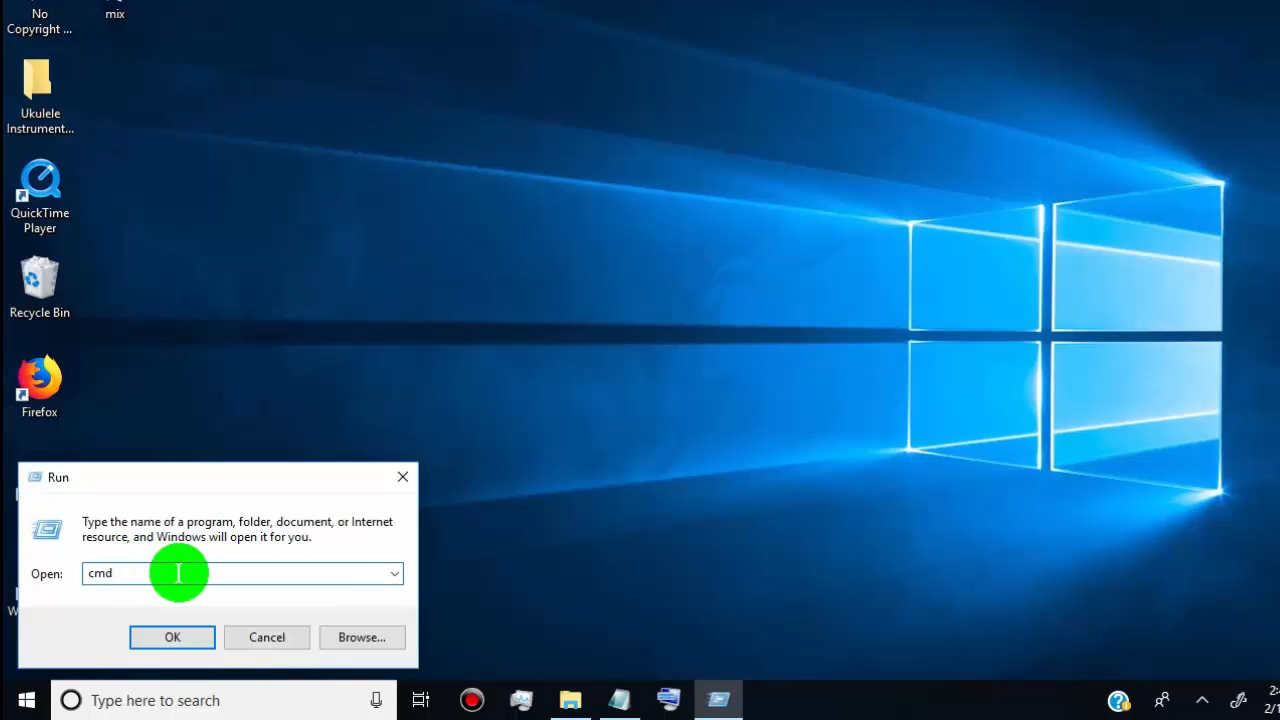 No
Copyright ...
mix
Ukulele
Instrument...
QuickTime
Player
Recycle Bin
Firefox
Run
Type the name of a program, folder, document, or Internet
resource, and Windows will open it for you.
Open:
cmd
OK
Cancel
Browse...
Type here to search